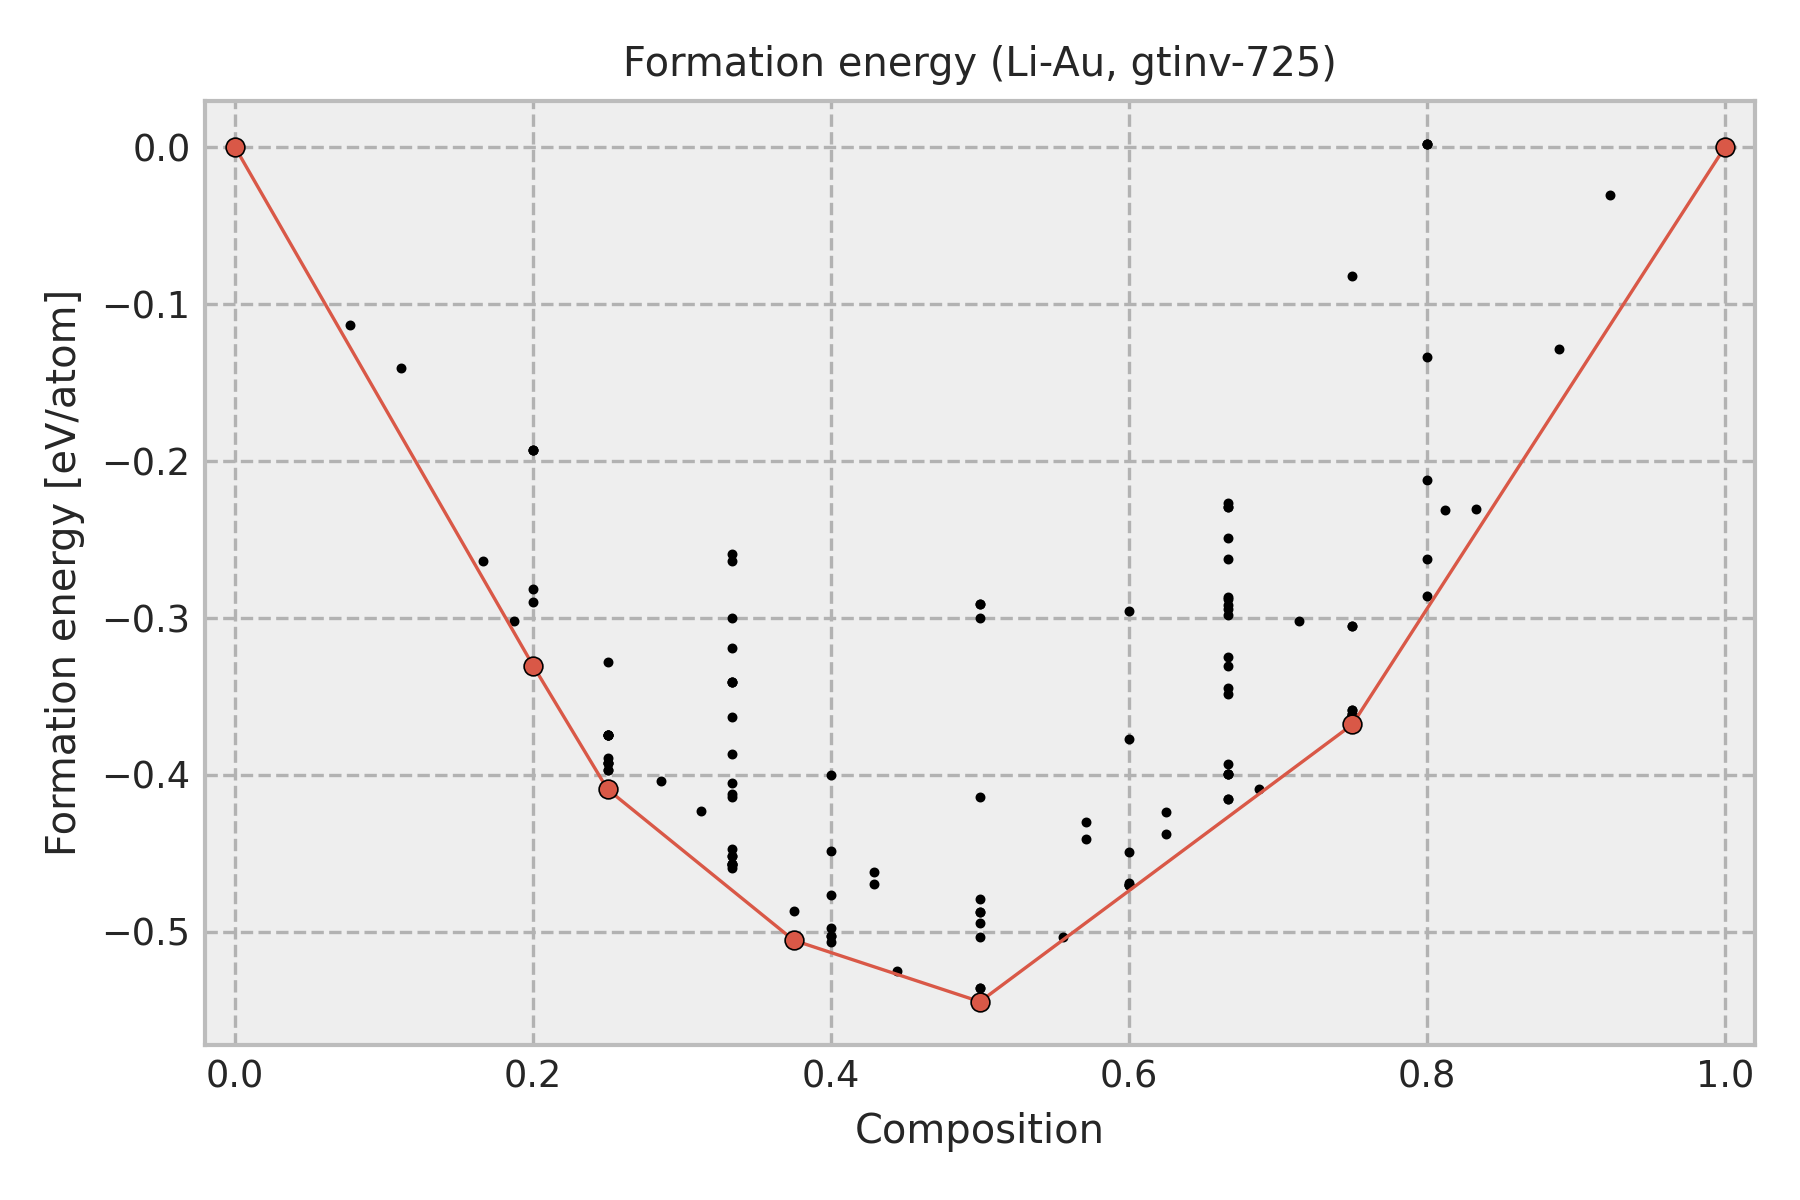 Formation energy (Li-Au, gtinv-725)
Formation energy [eV/atom]
0.0
−0.1
−0.2
−0.3
−0.4
−0.5
0.0 0.2 0.4 0.6 0.8 1.0
Composition